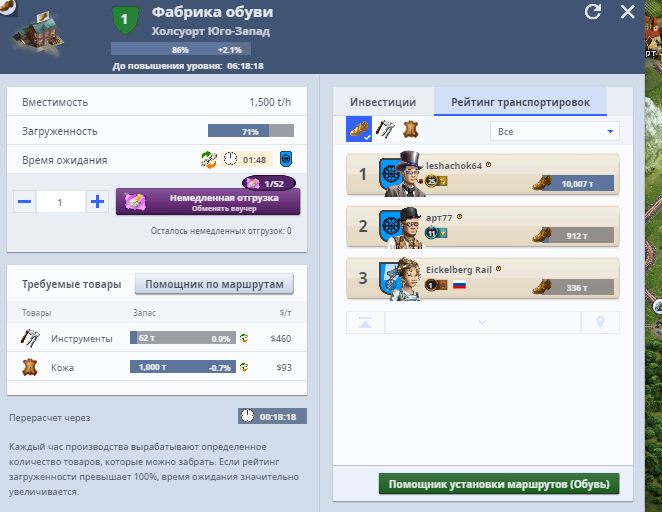 1
Фабрика обуви
Холсуорт Юго-Запад
86% +2.1%
До повышения уровня: 06:18:18
Вместимость 1,500 t/h
Загруженность 71%
Время ожидания 01:48
1/52
1
Немедленная отгрузка
Обменять ваучер
Осталось немедленных отгрузок: 0
Требуемые товары
Помощник по маршрутам
Товары Запас $/т
Инструменты 62 т 0.0% $460
Кожа 1,000 т -0.7% $93
Перерасчет через 00:18:18
Каждый час производства вырабатывают определенное
количество товаров, которые можно забрать. Если рейтинг
загруженности превышает 100%, время ожидания значительно
увеличивается.
Инвестиции
Рейтинг транспортировок
Все
1 leshachok64
10,007 т
2 арт77
11
912 т
3 Eickelberg Rail
1
336 т
Помощник установки маршрутов (Обувь)